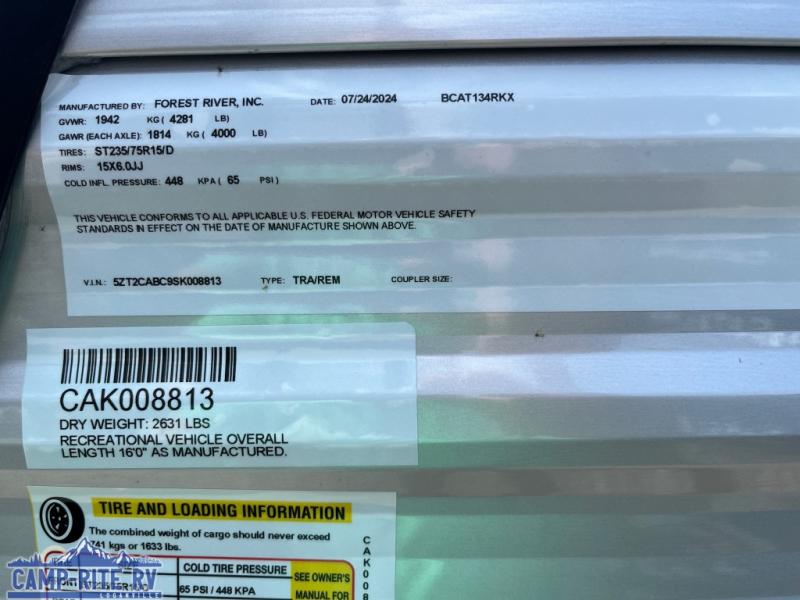 MANUFACTURED BY: FOREST RIVER, INC. DATE: 07/24/2024 BCAT134RKX
GVWR: 1942 KG ( 4281 LB)
GAWR (EACH AXLE): 1814 KG ( 4000 LB)
TIRES: ST235/75R15/D
RIMS: 15X6.0JJ
COLD INFL. PRESSURE: 448 KPA ( 65 PSI )
THIS VEHICLE CONFORMS TO ALL APPLICABLE U.S. FEDERAL MOTOR VEHICLE SAFETY
STANDARDS IN EFFECT ON THE DATE OF MANUFACTURE SHOWN ABOVE.
V.I.N.: 5ZT2CABC9SK008813 TYPE: TRA/REM COUPLER SIZE:
CAK008813
DRY WEIGHT: 2631 LBS
RECREATIONAL VEHICLE OVERALL
LENGTH 16'0" AS MANUFACTURED.
TIRE AND LOADING INFORMATION
The combined weight of cargo should never exceed
741 kgs or 1633 lbs.
COLD TIRE PRESSURE
SEE OWNER'S
65 PSI / 448 KPA
MANUAL FOR
CAK008
CAMP-RITE RV
LOGANVILLE